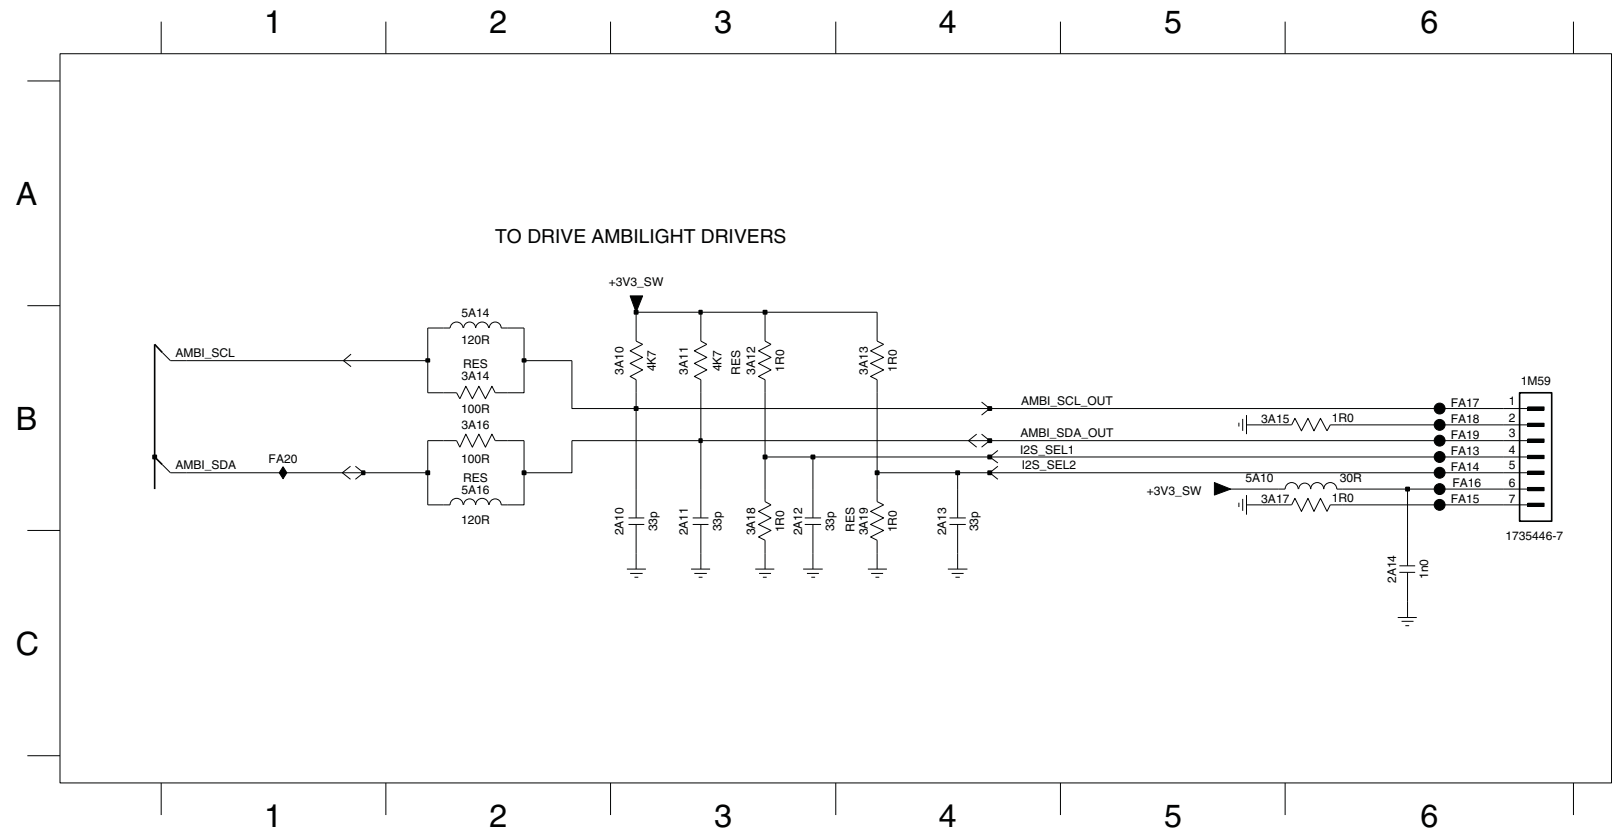 1 2 3 4 5 6
A
TO DRIVE AMBILIGHT DRIVERS
+3V3_SW
5A14
120R
RES
3A14
100R
AMBI_SCL
3A10
4K7
3A11
4K7
RES
3A12
1R0
3A13
1R0
1M59
B
AMBI_SCL_OUT
FA17 1
3A15 1R0
FA18 2
3A16
100R
RES
5A16
120R
AMBI_SDA_OUT
FA19 3
I2S_SEL1
FA13 4
AMBI_SDA
FA20
I2S_SEL2
FA14 5
+3V3_SW
5A10 30R
FA16 6
3A17 1R0
FA15 7
2A10
33p
2A11
33p
3A18
1R0
2A12
33p
RES
3A19
1R0
2A13
33p
1735446-7
2A14
1n0
C
1 2 3 4 5 6